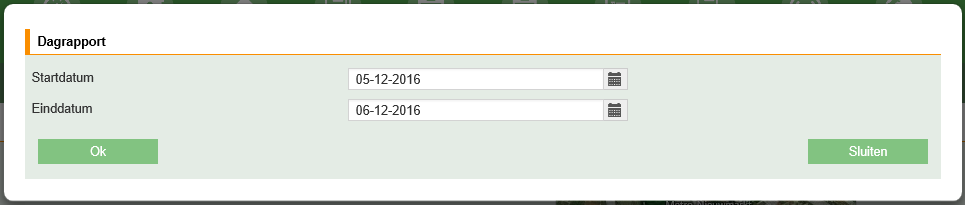 Dagrapport
Startdatum 05-12-2016
Einddatum 06-12-2016
Ok Sluiten